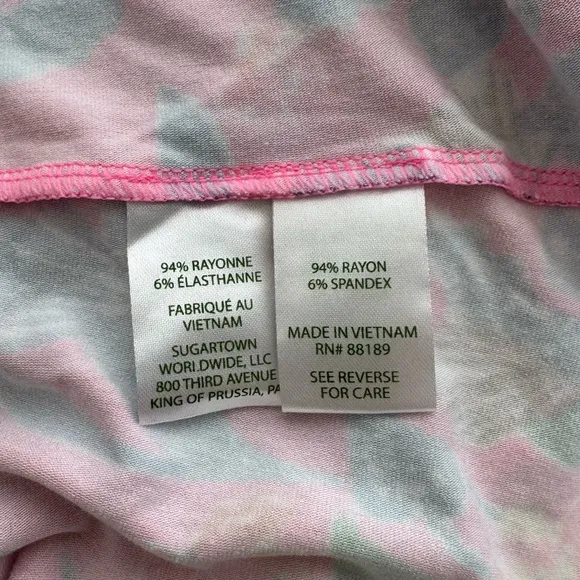 94% RAYONNE
6% ÉLASTHANNE
FABRIQUÉ AU
VIETNAM
SUGARTOWN
WORLDWIDE, LLC
800 THIRD AVENUE
KING OF PRUSSIA, PA
94% RAYON
6% SPANDEX
MADE IN VIETNAM
RN# 88189
SEE REVERSE
FOR CARE